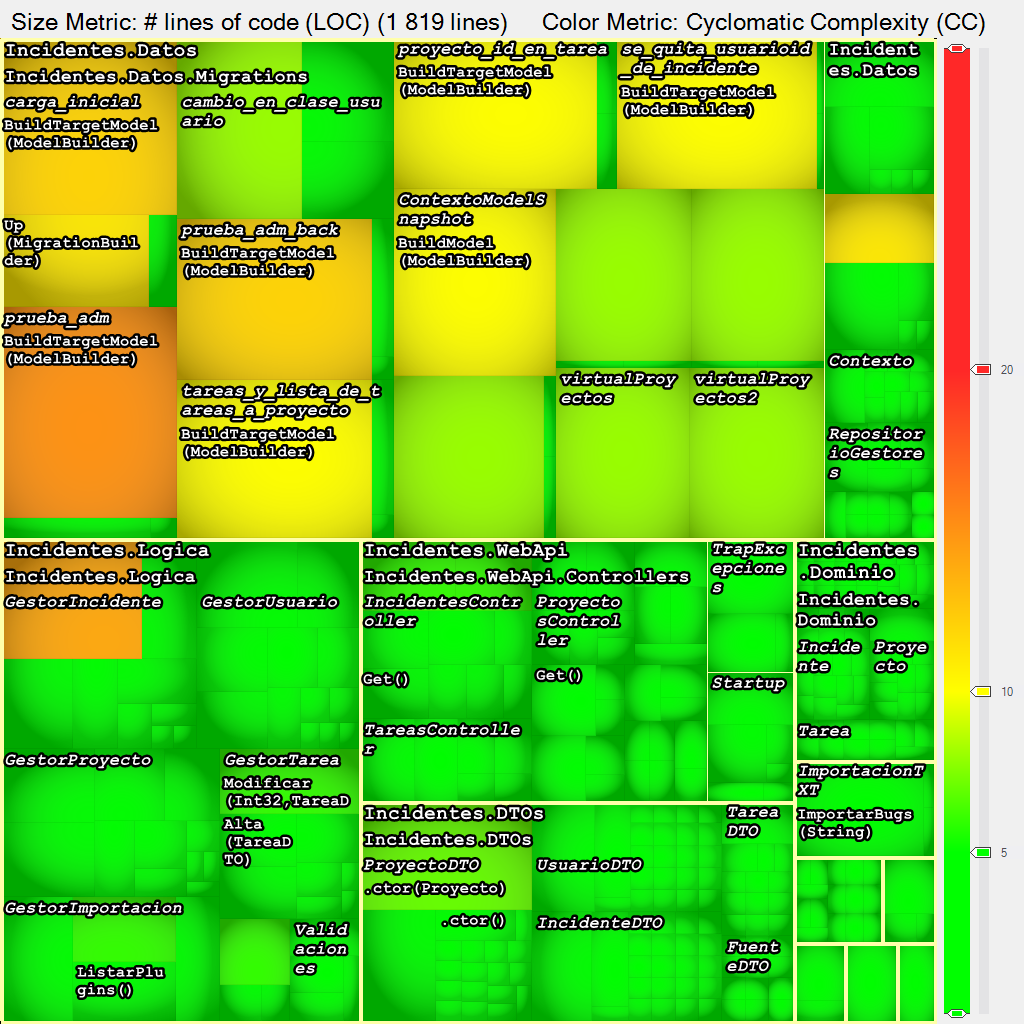 Size Metric: # lines of code (LOC) (1 819 lines)
Color Metric: Cyclomatic Complexity (CC)
Incidentes.Datos
Incidentes.Datos.Migrations
carga_inicial
BuildTargetModel
(ModelBuilder)
cambio_en_clase_usu
ario
proyecto_id_en_tarea
BuildTargetModel
(ModelBuilder)
se_quita_usuarioid
_de_incidente
BuildTargetModel
(ModelBuilder)
Incident
es.Datos
Up
(MigrationBuil
der)
prueba_adm_back
BuildTargetModel
(ModelBuilder)
ContextoModelS
napshot
BuildModel
(ModelBuilder)
prueba_adm
BuildTargetModel
(ModelBuilder)
tareas_y_lista_de_t
areas_a_proyecto
BuildTargetModel
(ModelBuilder)
virtualProy
ectos
virtualProy
ectos2
Contexto
Repositor
ioGestore
s
20
10
5
Incidentes.Logica
Incidentes.Logica
GestorIncidente
GestorUsuario
GestorProyecto
GestorTarea
Modificar
(Int32,TareaD
Alta
(TareaD
TO)
GestorImportacion
ListarPlu
gins()
Valid
acion
es
Incidentes.WebApi
Incidentes.WebApi.Controllers
IncidentesContr
oller
Get()
TareasControlle
r
Proyecto
sControl
ler
Get()
TrapExc
epcione
s
Startup
Incidentes.DTOs
Incidentes.DTOs
ProyectoDTO
.ctor(Proyecto)
.ctor()
UsuarioDTO
IncidenteDTO
Tarea
DTO
Fuent
eDTO
Incidentes
.Dominio
Incidentes.
Dominio
Incide
nte
Proye
cto
Tarea
ImportacionT
XT
ImportarBugs
(String)